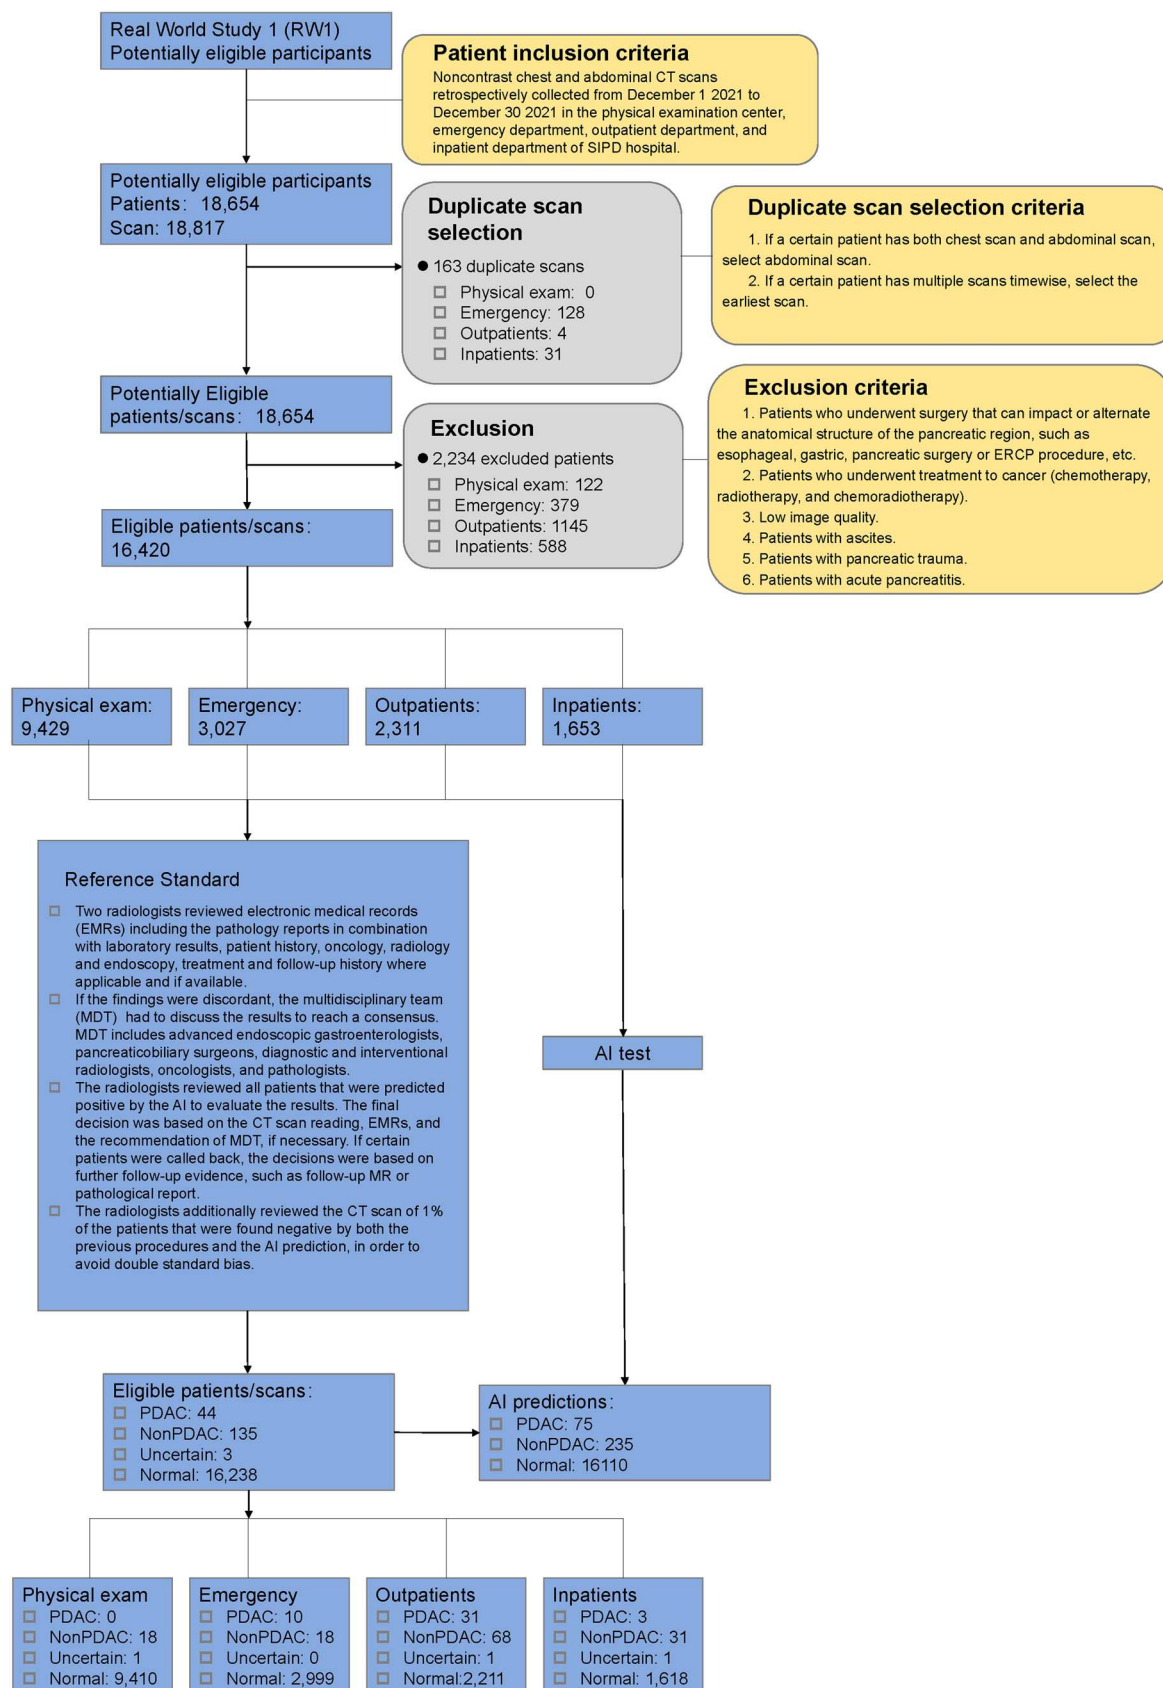 Real World Study 1 (RW1)
Potentially eligible participants
Patient inclusion criteria
Noncontrast chest and abdominal CT scans
retrospectively collected from December 1 2021 to
December 30 2021 in the physical examination center,
emergency department, outpatient department, and
inpatient department of SIPD hospital.
Potentially eligible participants
Patients: 18,654
Scan: 18,817
Duplicate scan
selection
● 163 duplicate scans
□ Physical exam: 0
□ Emergency: 128
□ Outpatients: 4
□ Inpatients: 31
Duplicate scan selection criteria
1. If a certain patient has both chest scan and abdominal scan,
select abdominal scan.
2. If a certain patient has multiple scans timewise, select the
earliest scan.
Potentially Eligible
patients/scans: 18,654
Exclusion
● 2,234 excluded patients
□ Physical exam: 122
□ Emergency: 379
□ Outpatients: 1145
□ Inpatients: 588
Exclusion criteria
1. Patients who underwent surgery that can impact or alternate
the anatomical structure of the pancreatic region, such as
esophageal, gastric, pancreatic surgery or ERCP procedure, etc.
2. Patients who underwent treatment to cancer (chemotherapy,
radiotherapy, and chemoradiotherapy).
3. Low image quality.
4. Patients with ascites.
5. Patients with pancreatic trauma.
6. Patients with acute pancreatitis.
Eligible patients/scans:
16,420
Physical exam:
9,429
Emergency:
3,027
Outpatients:
2,311
Inpatients:
1,653
Reference Standard
□ Two radiologists reviewed electronic medical records
(EMRs) including the pathology reports in combination
with laboratory results, patient history, oncology, radiology
and endoscopy, treatment and follow-up history where
applicable and if available.
□ If the findings were discordant, the multidisciplinary team
(MDT) had to discuss the results to reach a consensus.
MDT includes advanced endoscopic gastroenterologists,
pancreaticobiliary surgeons, diagnostic and interventional
radiologists, oncologists, and pathologists.
□ The radiologists reviewed all patients that were predicted
positive by the AI to evaluate the results. The final
decision was based on the CT scan reading, EMRs, and
the recommendation of MDT, if necessary. If certain
patients were called back, the decisions were based on
further follow-up evidence, such as follow-up MR or
pathological report.
□ The radiologists additionally reviewed the CT scan of 1%
of the patients that were found negative by both the
previous procedures and the AI prediction, in order to
avoid double standard bias.
AI test
Eligible patients/scans:
□ PDAC: 44
□ NonPDAC: 135
□ Uncertain: 3
□ Normal: 16,238
AI predictions:
□ PDAC: 75
□ NonPDAC: 235
□ Normal: 16110
Physical exam
□ PDAC: 0
□ NonPDAC: 18
□ Uncertain: 1
□ Normal: 9,410
Emergency
□ PDAC: 10
□ NonPDAC: 18
□ Uncertain: 0
□ Normal: 2,999
Outpatients
□ PDAC: 31
□ NonPDAC: 68
□ Uncertain: 1
□ Normal:2,211
Inpatients
□ PDAC: 3
□ NonPDAC: 31
□ Uncertain: 1
□ Normal: 1,618